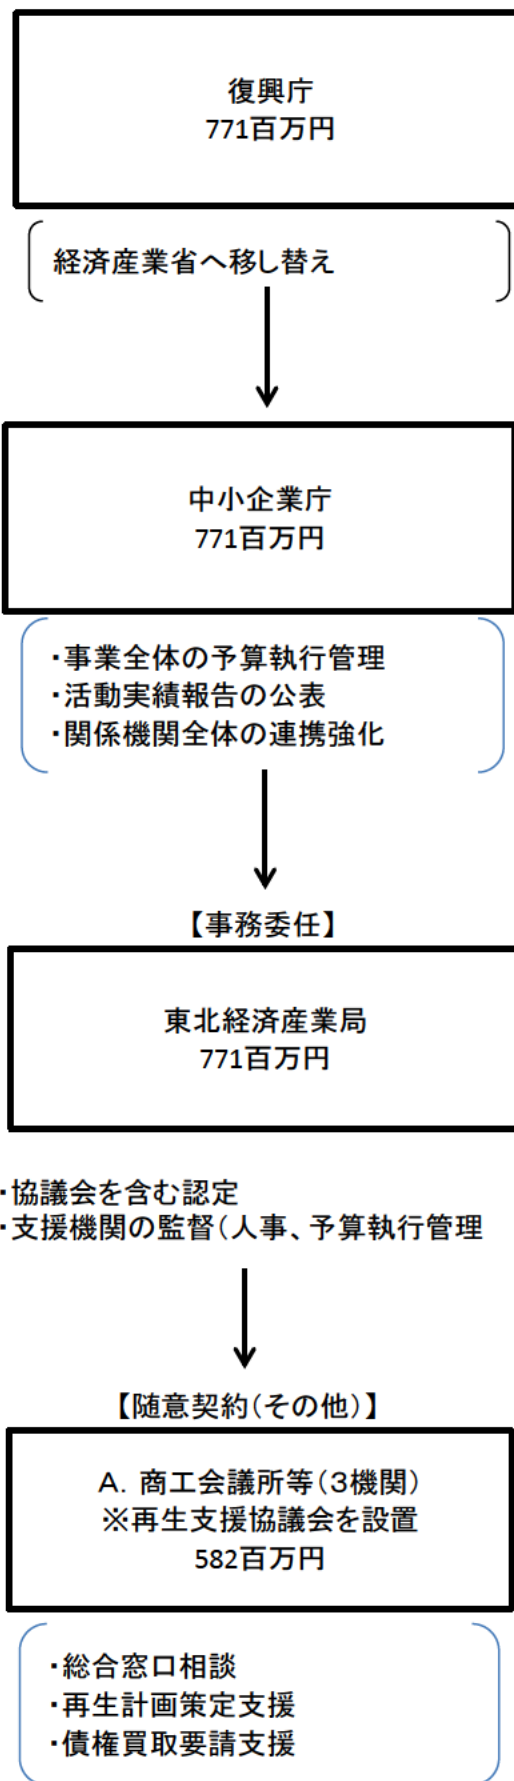 復興庁
771百万円
経済産業省へ移し替え
中小企業庁
771百万円
・事業全体の予算執行管理
・活動実績報告の公表
・関係機関全体の連携強化
【事務委任】
東北経済産業局
771百万円
・協議会を含む認定
・支援機関の監督（人事、予算執行管理
【随意契約（その他）】
A．商工会議所等（３機関）
※再生支援協議会を設置
582百万円
・総合窓口相談
・再生計画策定支援
・債権買取要請支援